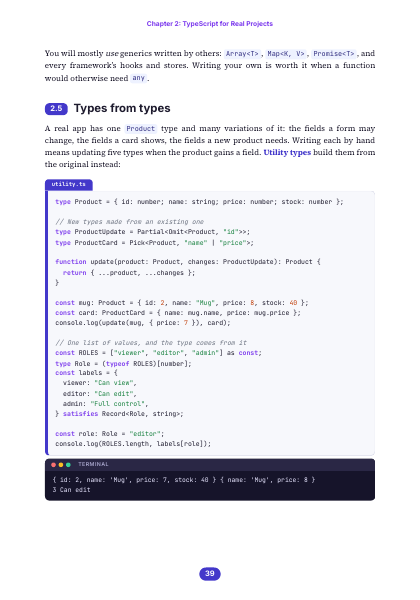 Chapter 2: TypeScript for Real Projects
You will mostly use generics written by others: Array<T>, Map<K, V>, Promise<T>, and
every framework's hooks and stores. Writing your own is worth it when a function
would otherwise need any.
2.5 Types from types
A real app has one Product type and many variations of it: the fields a form may
change, the fields a card shows, the fields a new product needs. Writing each by hand
means updating five types when the product gains a field. Utility types build them from
the original instead:
utility.ts
type Product = { id: number; name: string; price: number; stock: number };
// New types made from an existing one
type ProductUpdate = Partial<Omit<Product, "id">>;
type ProductCard = Pick<Product, "name" | "price">;
function update(product: Product, changes: ProductUpdate): Product {
  return { ...product, ...changes };
}
const mug: Product = { id: 2, name: "Mug", price: 8, stock: 40 };
const card: ProductCard = { name: mug.name, price: mug.price };
console.log(update(mug, { price: 7 }), card);
// One list of values, and the type comes from it
const ROLES = ["viewer", "editor", "admin"] as const;
type Role = (typeof ROLES)[number];
const labels = {
  viewer: "Can view",
  editor: "Can edit",
  admin: "Full control",
} satisfies Record<Role, string>;
const role: Role = "editor";
console.log(ROLES.length, labels[role]);
TERMINAL
{ id: 2, name: 'Mug', price: 7, stock: 40 } { name: 'Mug', price: 8 }
3 Can edit
39